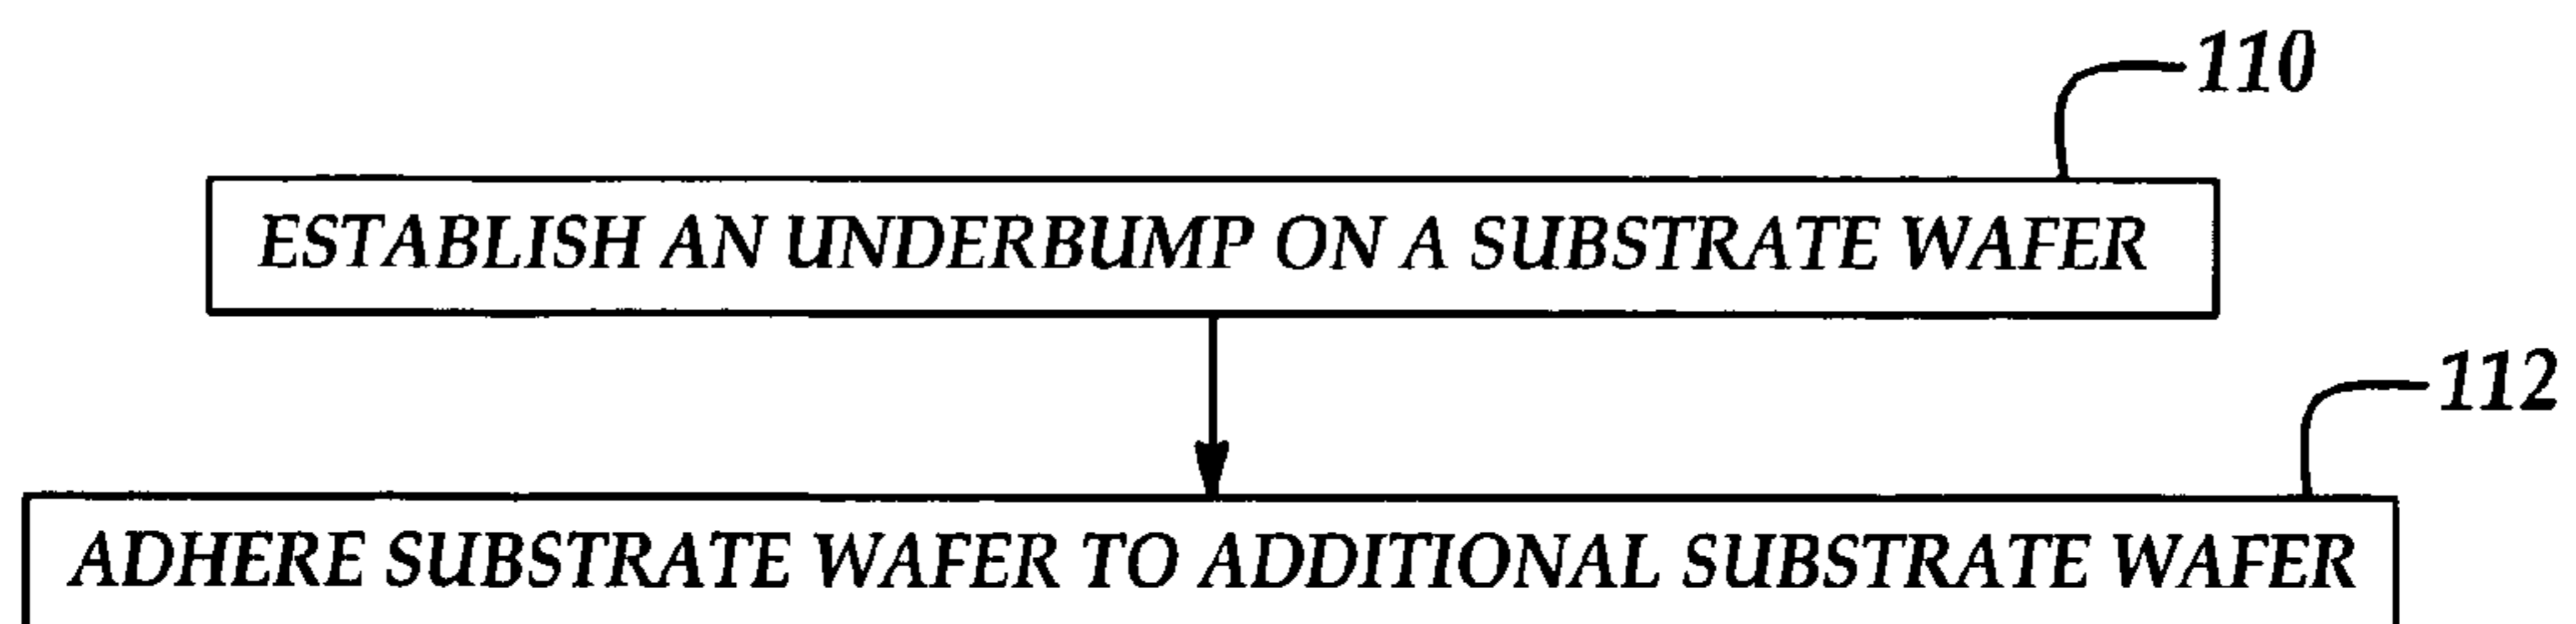 110
ESTABLISH AN UNDERBUMP ON A SUBSTRATE WAFER
112
ADHERE SUBSTRATE WAFER TO ADDITIONAL SUBSTRATE WAFER